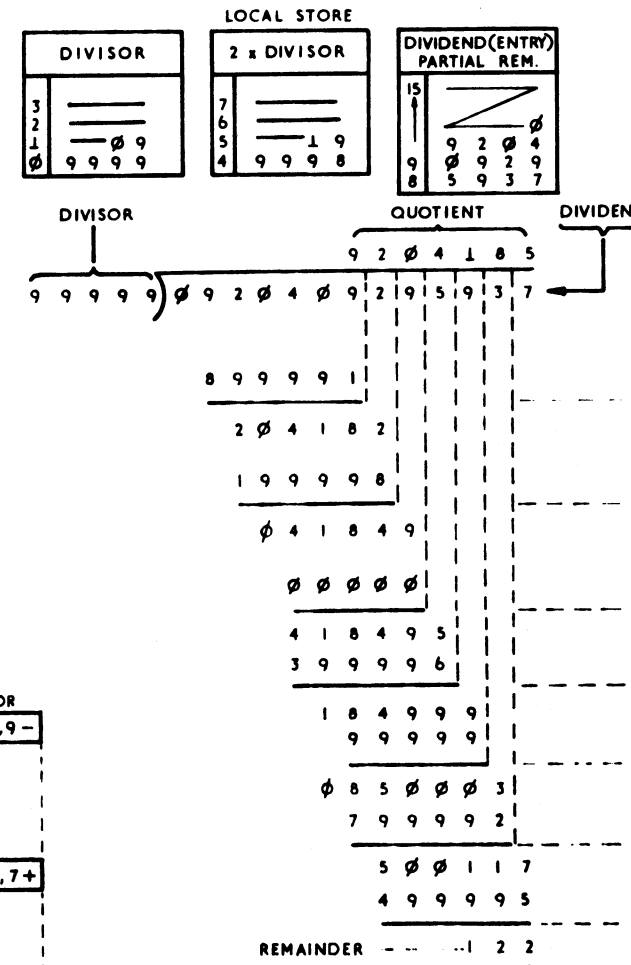 LOCAL STORE
DIVISOR
3
2
1 Ø 9
Ø 9 9 9 9
2 x DIVISOR
7
6
5 1 9
4 9 9 9 8
DIVIDEND(ENTRY)
PARTIAL REM.
15
Ø
9 2 Ø 4
9 Ø 9 2 9
8 5 9 3 7
DIVISOR QUOTIENT DIVIDEN
9 2 Ø 4 1 8 5
9 9 9 9 9 ) Ø 9 2 Ø 4 Ø 9 2 9 5 9 3 7
8 9 9 9 9 1
2 Ø 4 1 8 2
1 9 9 9 9 8
Ø 4 1 8 4 9
Ø Ø Ø Ø Ø
4 1 8 4 9 5
3 9 9 9 9 6
OR
,9 –
1 8 4 9 9 9
9 9 9 9 9
Ø 8 5 Ø Ø Ø 3
7 9 9 9 9 2
,7+
5 Ø Ø 1 1 7
4 9 9 9 9 5
REMAINDER 1 2 2